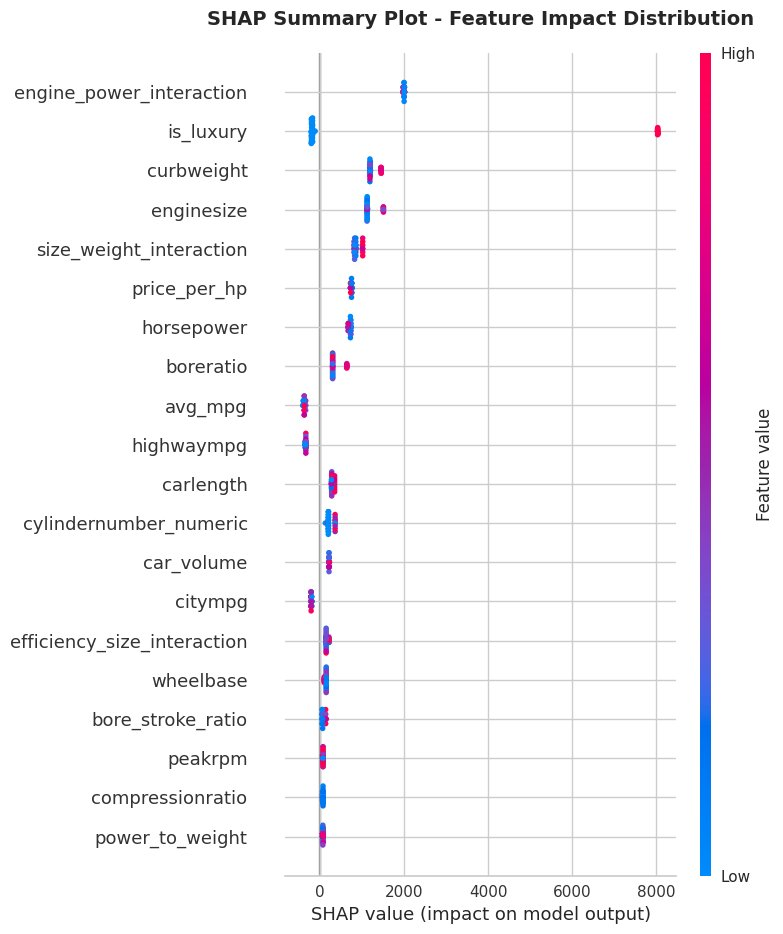 SHAP Summary Plot - Feature Impact Distribution
High
engine_power_interaction
is_luxury
curbweight
enginesize
size_weight_interaction
price_per_hp
horsepower
boreratio
avg_mpg
highwaympg
carlength
cylindernumber_numeric
car_volume
citympg
efficiency_size_interaction
wheelbase
bore_stroke_ratio
peakrpm
compressionratio
power_to_weight
Feature value
Low
0 2000 4000 6000 8000
SHAP value (impact on model output)